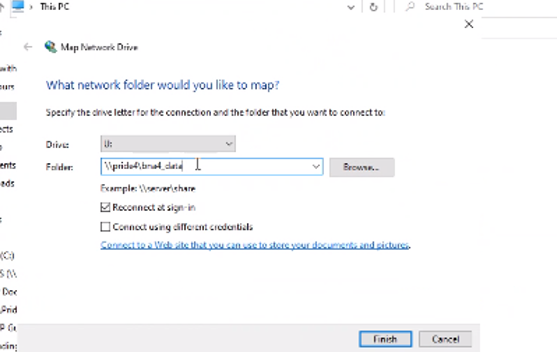 This PC
Search This PC
Map Network Drive
What network folder would you like to map?
Specify the drive letter for the connection and the folder that you want to connect to:
Drive: U:
Folder: \\pride4\bma4_data Browse...
Example: \\server\share
Reconnect at sign-in
Connect using different credentials
Connect to a Web site that you can use to store your documents and pictures.
Finish Cancel
with
ours
ects
ents
ads
(C:)
S (\\
Doc
\Prid
P (\\
ding